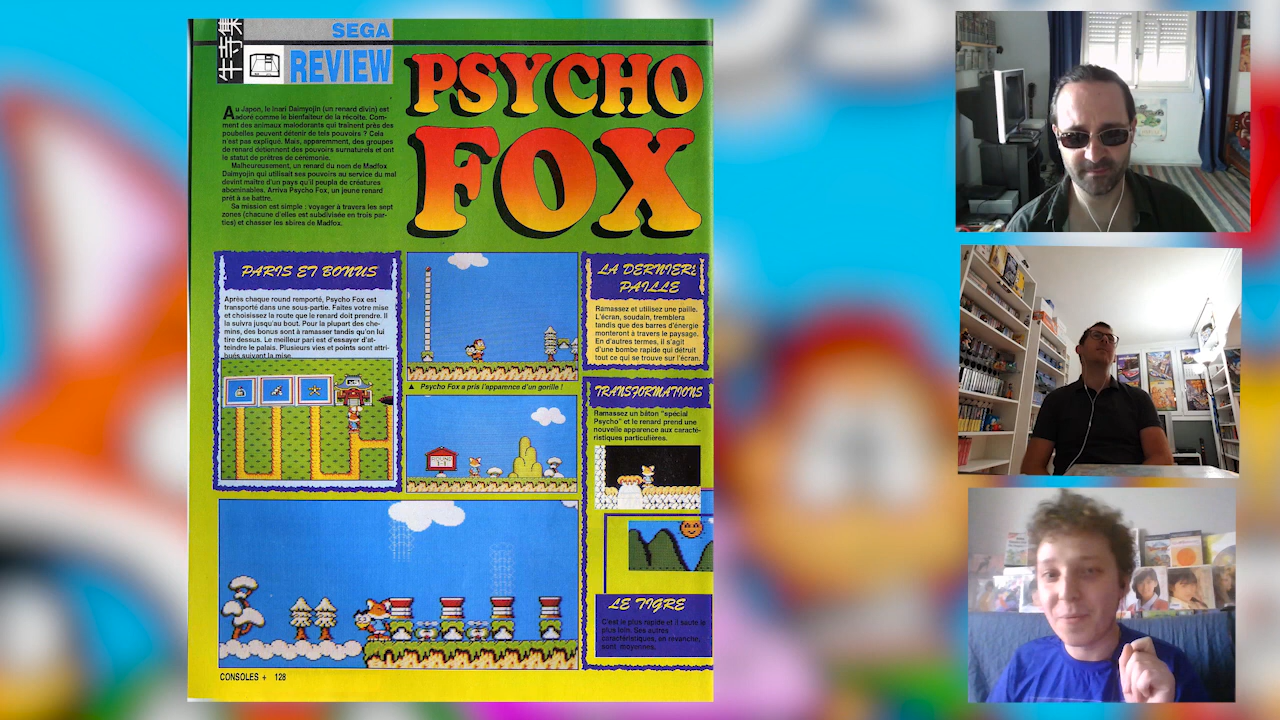 SEGA
REVIEW
PSYCHO
FOX
Au Japon, le Inari Daimyojin (un renard divin) est
adoré comme le bienfaiteur de la récolte. Com-
ment des animaux malodorants qui trainent près des
poubelles peuvent détenir de tels pouvoirs ? Cela
n'est pas expliqué. Mais, apparemment, des groupes
de renard détiennent des pouvoirs surnaturels et ont
le statut de prêtres de cérémonie.
Malheureusement, un renard du nom de Madfox
Daimyojin qui utilisait ses pouvoirs au service du mal
devint maître d'un pays qu'il peupla de créatures
abominables. Arriva Psycho Fox, un jeune renard
prêt à se battre.
Sa mission est simple : voyager à travers les sept
zones (chacune d'elles est subdivisée en trois par-
ties) et chasser les sbires de Madfox.
PARIS ET BONUS
Après chaque round remporté, Psycho Fox est
transporté dans une sous-partie. Faites votre mise
et choisissez la route que le renard doit prendre. Il
la suivra jusqu'au bout. Pour la plupart des che-
mins, des bonus sont à ramasser tandis qu'on lui
tire dessus. Le meilleur pari est d'essayer d'at-
teindre le palais. Plusieurs vies et points sont attri-
bués suivant la mise.
▲ Psycho Fox a pris l'apparence d'un gorille !
ROUND
1-1
LA DERNIERE
PAILLE
Ramassez et utilisez une paille.
L'écran, soudain, tremblera
tandis que des barres d'énergie
monteront à travers le paysage.
En d'autres termes, il s'agit
d'une bombe rapide qui détruit
tout ce qui se trouve sur l'écran.
TRANSFORMATIONS
Ramassez un bâton "spécial
Psycho" et le renard prend une
nouvelle apparence aux caracté-
ristiques particulières.
LE TIGRE
C'est le plus rapide et il saute le
plus loin. Ses autres
caractéristiques, en revanche,
sont moyennes.
CONSOLES + 128